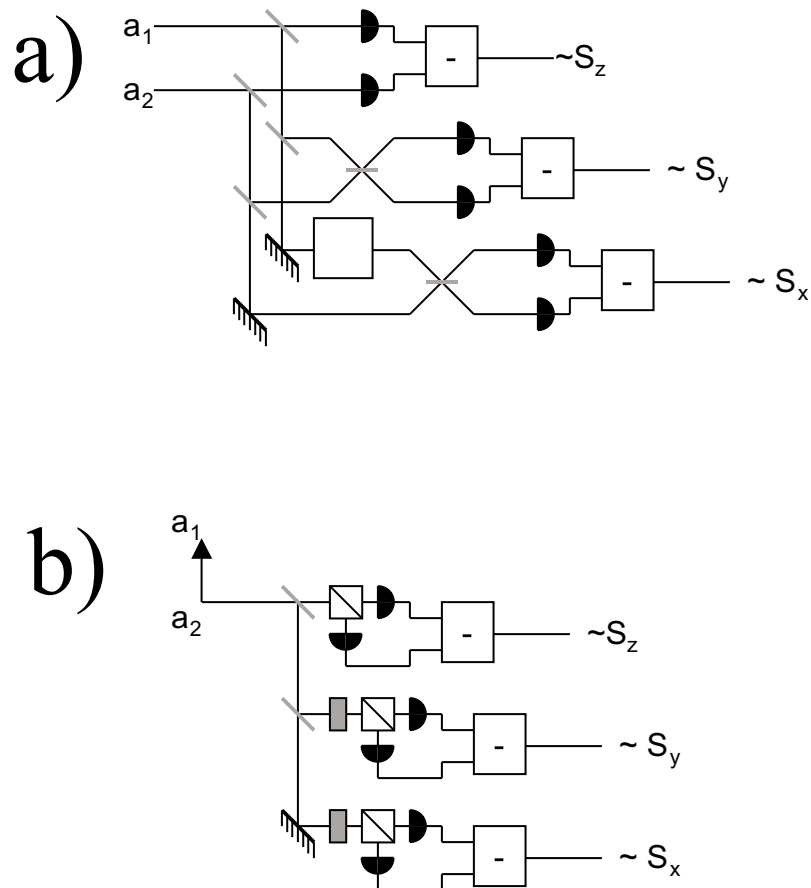 a)
a1
a2
-
~Sz
-
~ Sy
-
~ Sx
b)
a1
a2
-
~Sz
-
~ Sy
-
~ Sx